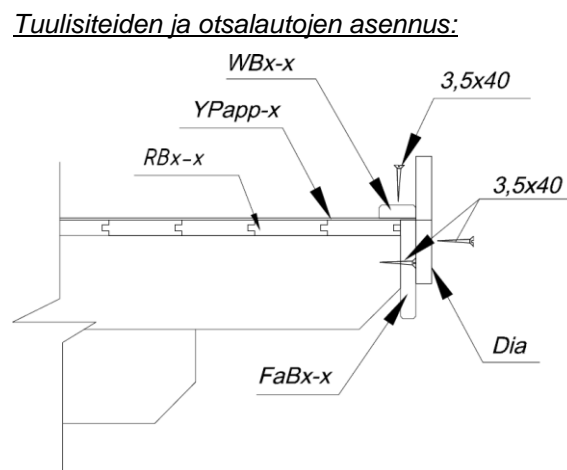 Tuulisiteiden ja otsalautojen asennus:
WBx-x
3,5x40
YPapp-x
RBx-x
3,5x40
Dia
FaBx-x